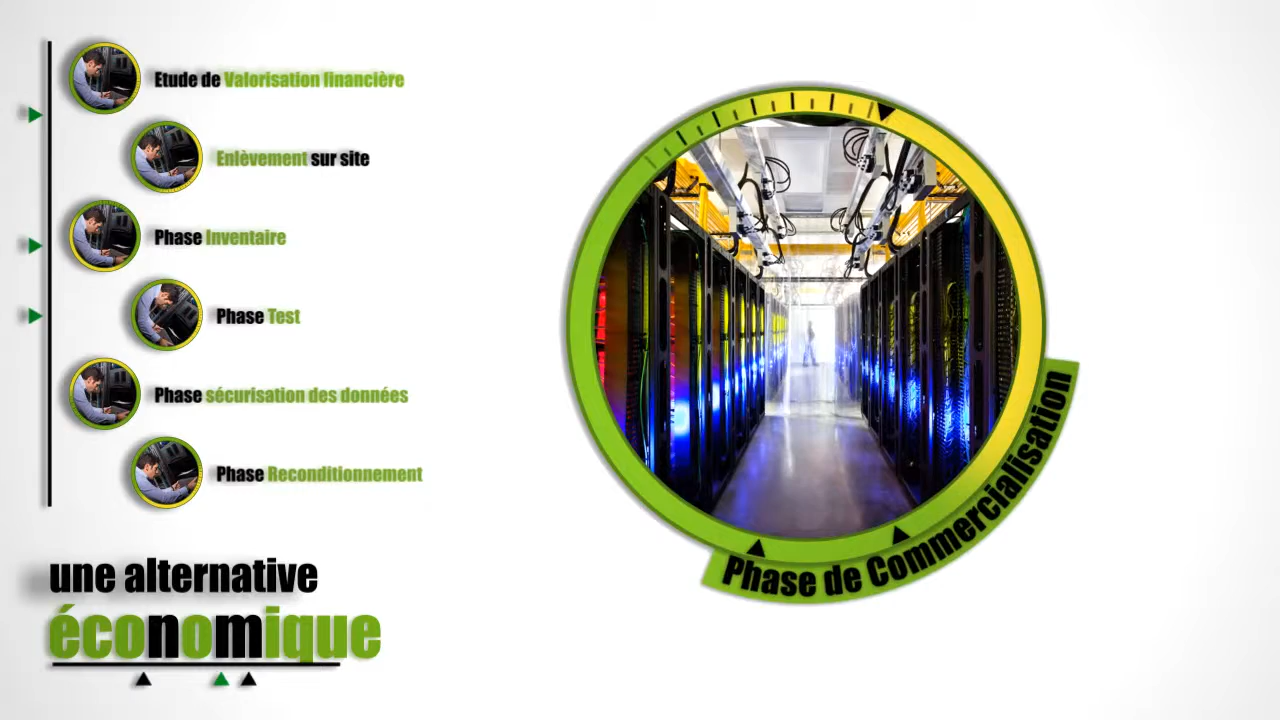 Etude de Valorisation financière
Enlèvement sur site
Phase Inventaire
Phase Test
Phase sécurisation des données
Phase Reconditionnement
une alternative
économique
Phase de Commercialisation